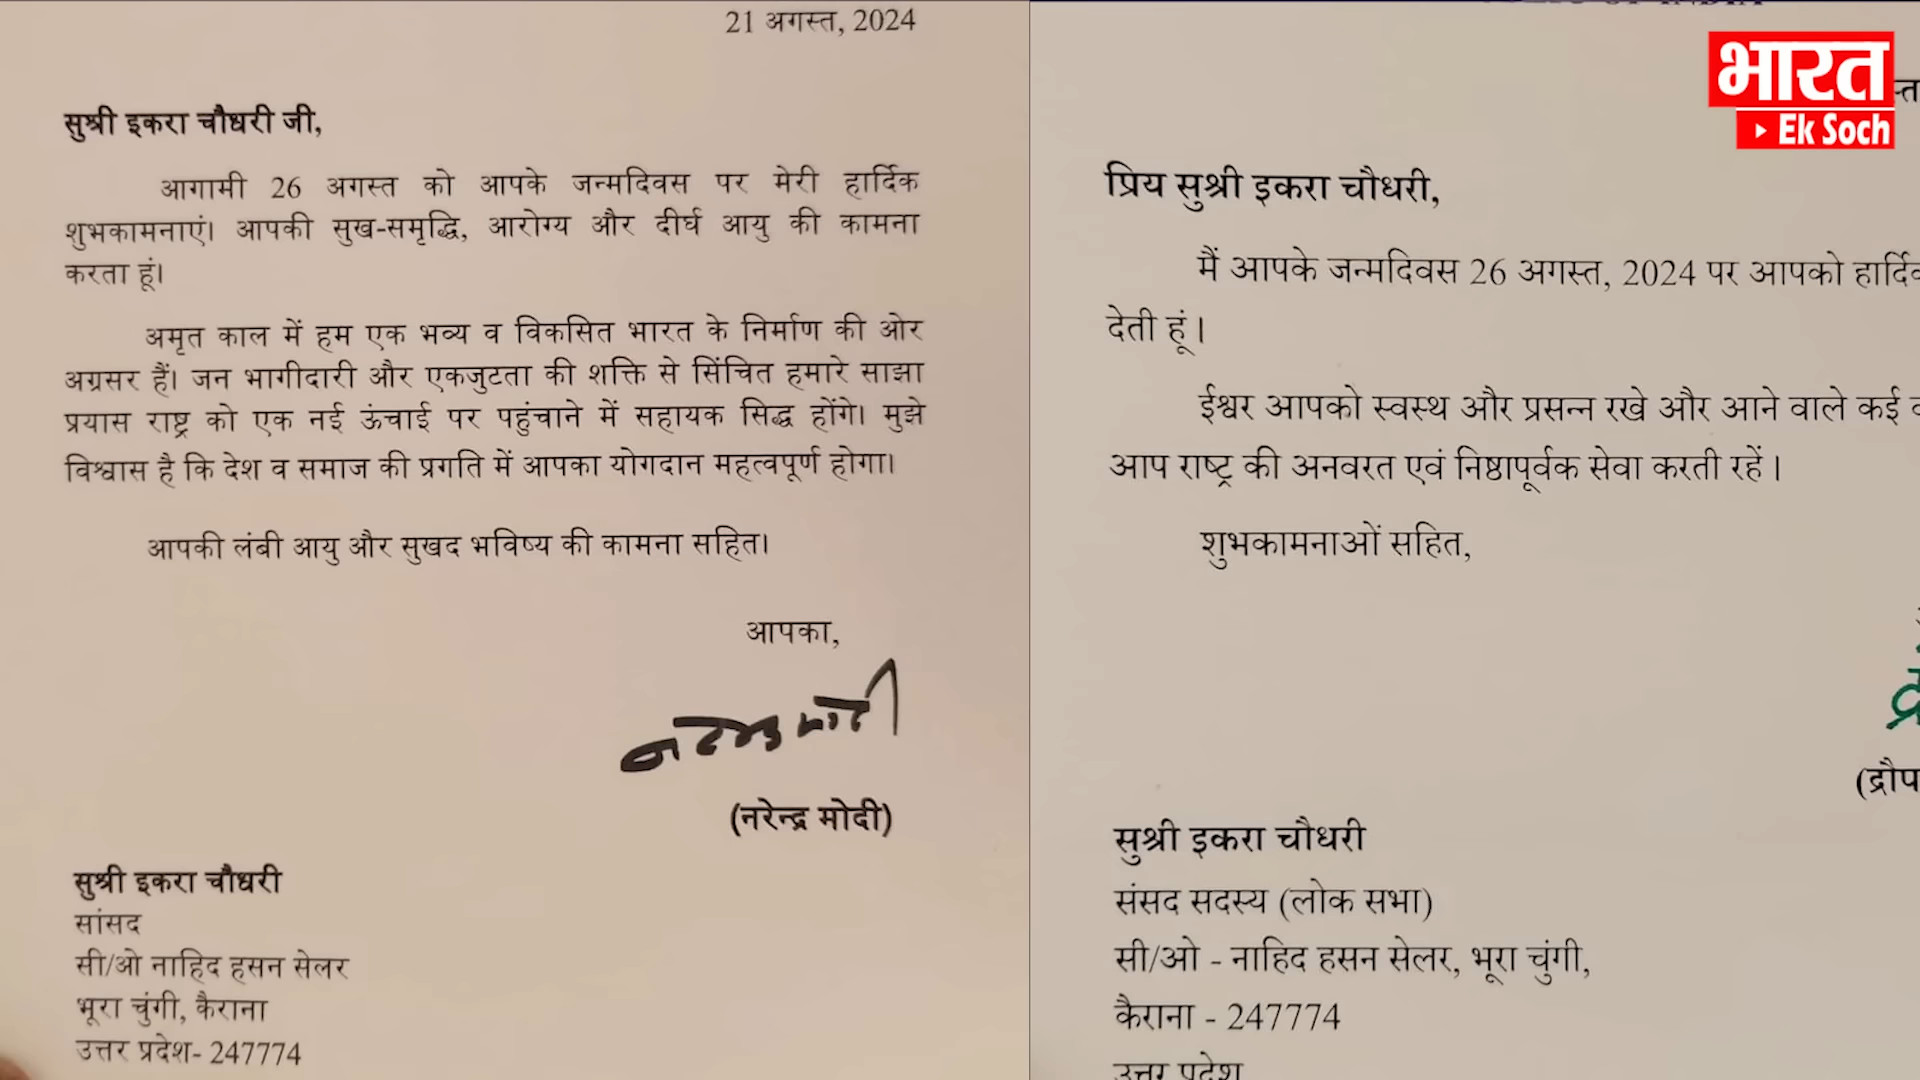 21 अगस्त, 2024
सुश्री इकरा चौधरी जी,
आगामी 26 अगस्त को आपके जन्मदिवस पर मेरी हार्दिक
शुभकामनाएं। आपकी सुख-समृद्धि, आरोग्य और दीर्घ आयु की कामना
करता हूं।
अमृत काल में हम एक भव्य व विकसित भारत के निर्माण की ओर
अग्रसर हैं। जन भागीदारी और एकजुटता की शक्ति से सिंचित हमारे साझा
प्रयास राष्ट्र को एक नई ऊंचाई पर पहुंचाने में सहायक सिद्ध होंगे। मुझे
विश्वास है कि देश व समाज की प्रगति में आपका योगदान महत्वपूर्ण होगा।
आपकी लंबी आयु और सुखद भविष्य की कामना सहित।
आपका,
नरेन्द्र मोदी
(नरेन्द्र मोदी)
सुश्री इकरा चौधरी
सांसद
सी/ओ नाहिद हसन सेलर
भूरा चुंगी, कैराना
उत्तर प्रदेश- 247774
भारत
Ek Soch
प्रिय सुश्री इकरा चौधरी,
मैं आपके जन्मदिवस 26 अगस्त, 2024 पर आपको
देती हूं।
ईश्वर आपको स्वस्थ और प्रसन्न रखे और आने वाले कई
आप राष्ट्र की अनवरत एवं निष्ठापूर्वक सेवा करती रहें।
शुभकामनाओं सहित,
सुश्री इकरा चौधरी
संसद सदस्य (लोक सभा)
सी/ओ - नाहिद हसन सेलर, भूरा चुंगी,
कैराना - 247774
उत्तर प्रदेश